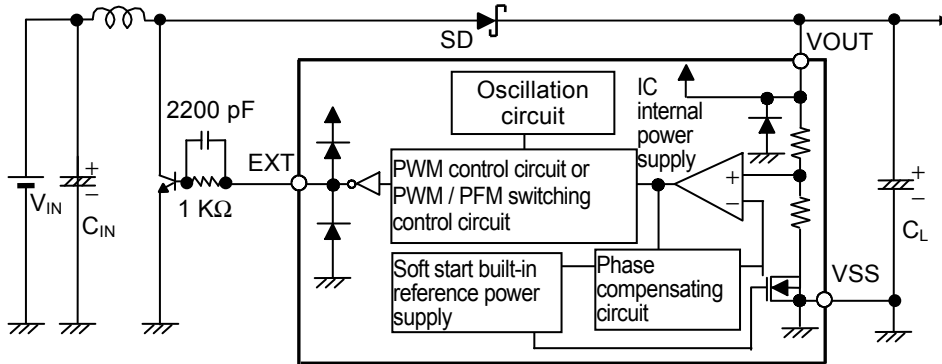 SD
VOUT
2200 pF
EXT
1 KΩ
VIN
+
−
CIN
Oscillation
circuit
IC
internal
power
supply
PWM control circuit or
PWM / PFM switching
control circuit
+
−
Soft start built-in
reference power
supply
Phase
compensating
circuit
VSS
+
−
CL